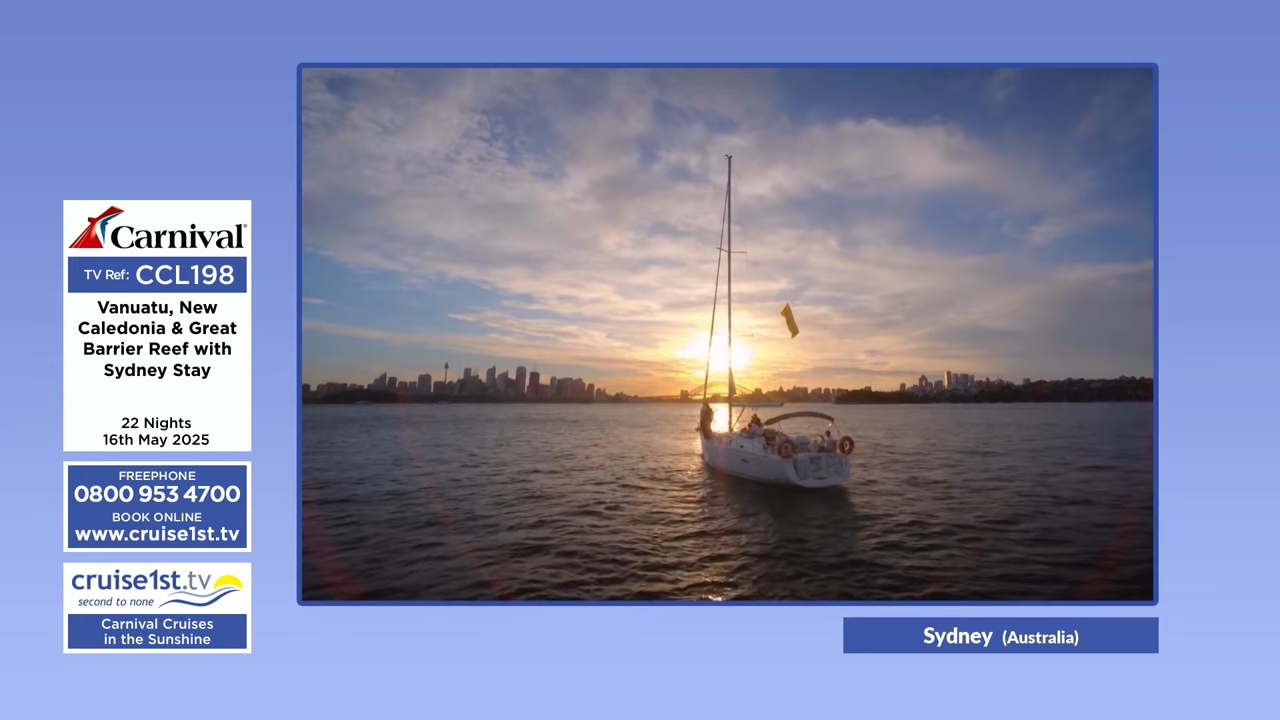 Carnival
TV Ref: CCL198
Vanuatu, New
Caledonia & Great
Barrier Reef with
Sydney Stay
22 Nights
16th May 2025
FREEPHONE
0800 953 4700
BOOK ONLINE
www.cruise1st.tv
cruise1st.tv
second to none
Carnival Cruises
in the Sunshine
Sydney (Australia)